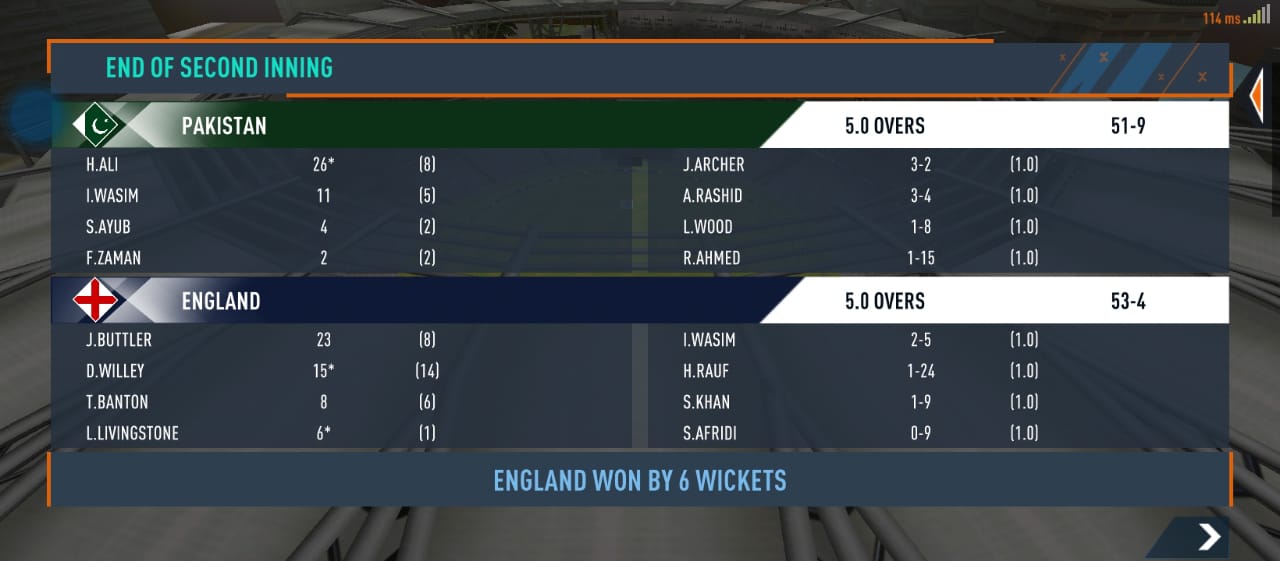 114 ms
END OF SECOND INNING
PAKISTAN 5.0 OVERS 51-9
H.ALI 26* (8) J.ARCHER 3-2 (1.0)
I.WASIM 11 (5) A.RASHID 3-4 (1.0)
S.AYUB 4 (2) L.WOOD 1-8 (1.0)
F.ZAMAN 2 (2) R.AHMED 1-15 (1.0)
ENGLAND 5.0 OVERS 53-4
J.BUTTLER 23 (8) I.WASIM 2-5 (1.0)
D.WILLEY 15* (14) H.RAUF 1-24 (1.0)
T.BANTON 8 (6) S.KHAN 1-9 (1.0)
L.LIVINGSTONE 6* (1) S.AFRIDI 0-9 (1.0)
ENGLAND WON BY 6 WICKETS